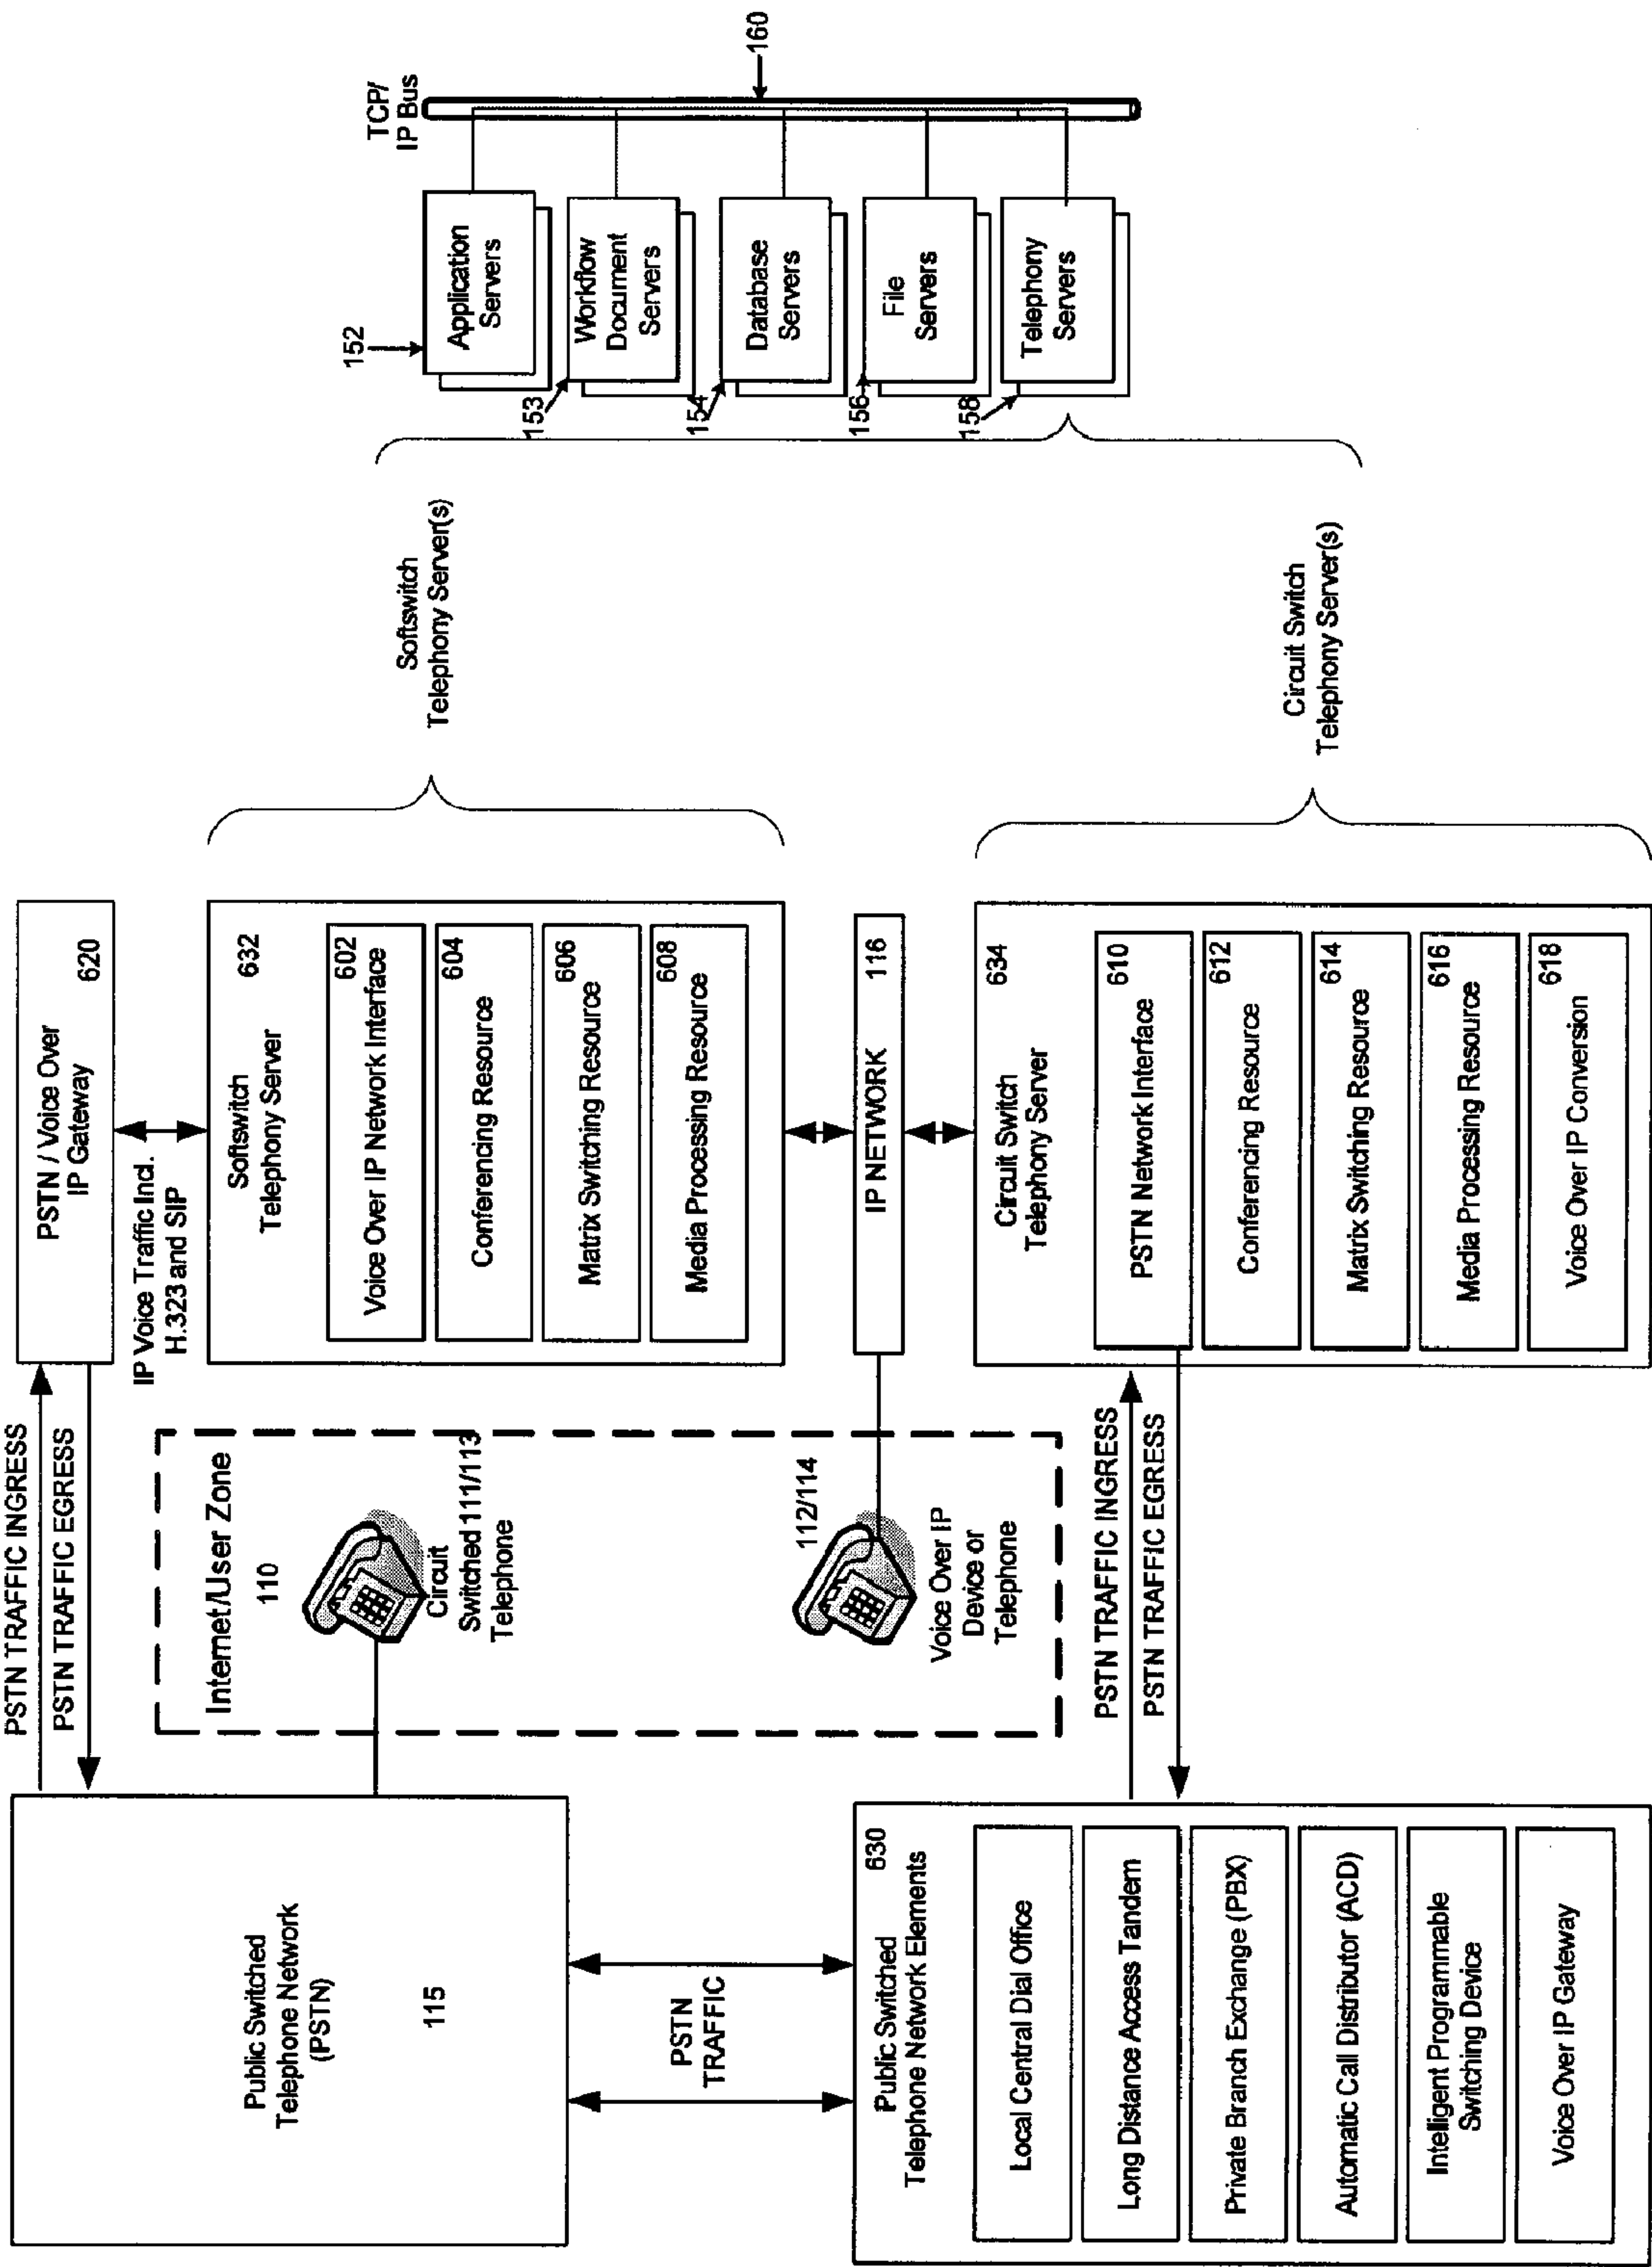 Public Switched
Telephone Network
(PSTN)
115
PSTN TRAFFIC INGRESS
PSTN TRAFFIC EGRESS
PSTN / Voice Over
IP Gateway
620
IP Voice Traffic Incl.
H.323 and SIP
Internet/User Zone
110
Circuit
Switched 111/113
Telephone
112/114
Voice Over IP
Device or
Telephone
Softswitch
Telephony Server
632
Voice Over IP Network Interface
602
Conferencing Resource
604
Matrix Switching Resource
606
Media Processing Resource
608
IP NETWORK
116
PSTN
TRAFFIC
Public Switched
Telephone Network Elements
630
Local Central Dial Office
Long Distance Access Tandem
Private Branch Exchange (PBX)
Automatic Call Distributor (ACD)
Intelligent Programmable
Switching Device
Voice Over IP Gateway
PSTN TRAFFIC INGRESS
PSTN TRAFFIC EGRESS
Circuit Switch
Telephony Server
634
PSTN Network Interface
610
Conferencing Resource
612
Matrix Switching Resource
614
Media Processing Resource
616
Voice Over IP Conversion
618
Softswitch
Telephony Server(s)
Circuit Switch
Telephony Server(s)
TCP/
IP Bus
160
152
Application
Servers
153
Workflow
Document
Servers
154
Database
Servers
156
File
Servers
158
Telephony
Servers